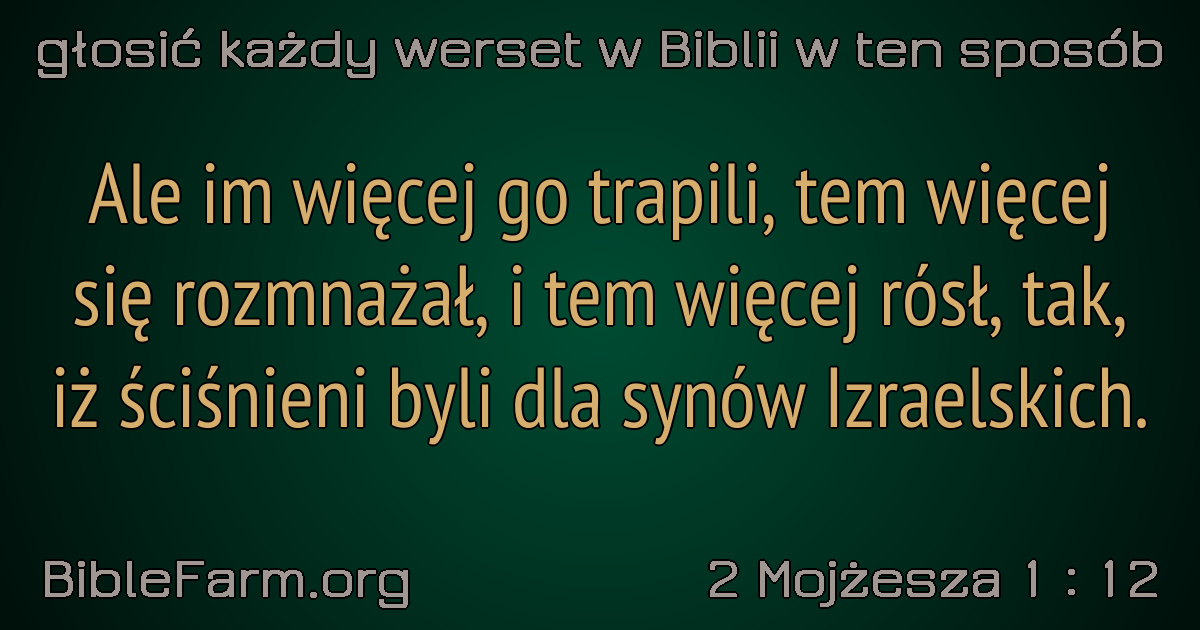 głosić każdy werset w Biblii w ten sposób
Ale im więcej go trapili, tem więcej
się rozmnażał, i tem więcej rósł, tak,
iż ściśnieni byli dla synów Izraelskich.
BibleFarm.org
2 Mojżesza 1 : 12